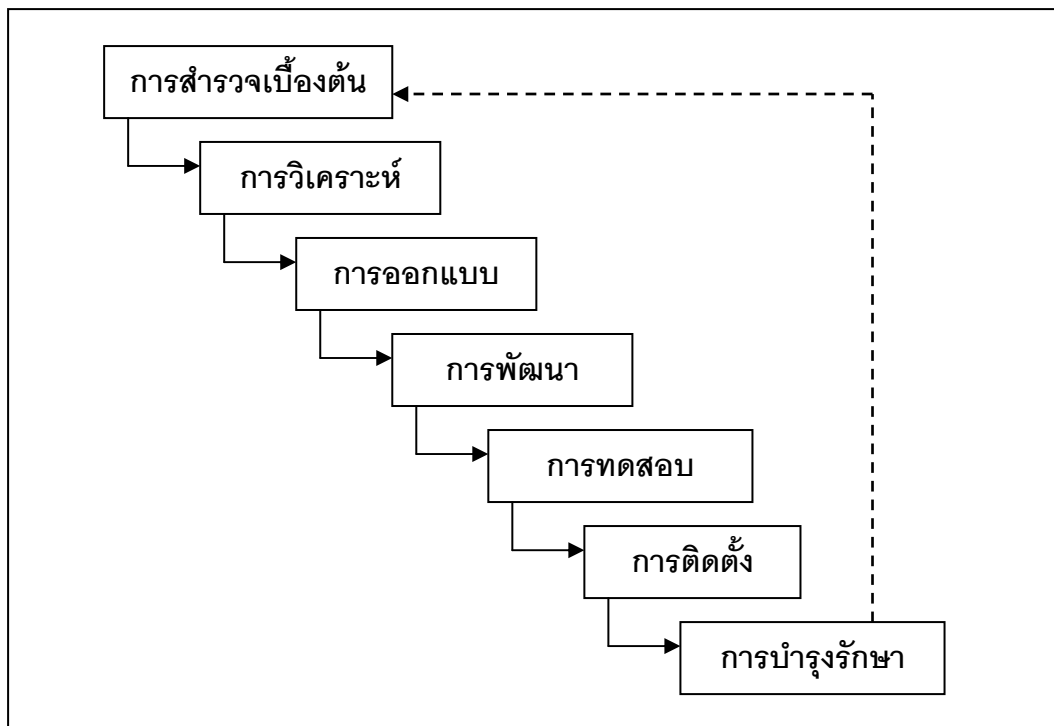 การสำรวจเบื้องต้น
การวิเคราะห์
การออกแบบ
การพัฒนา
การทดสอบ
การติดตั้ง
การบำรุงรักษา